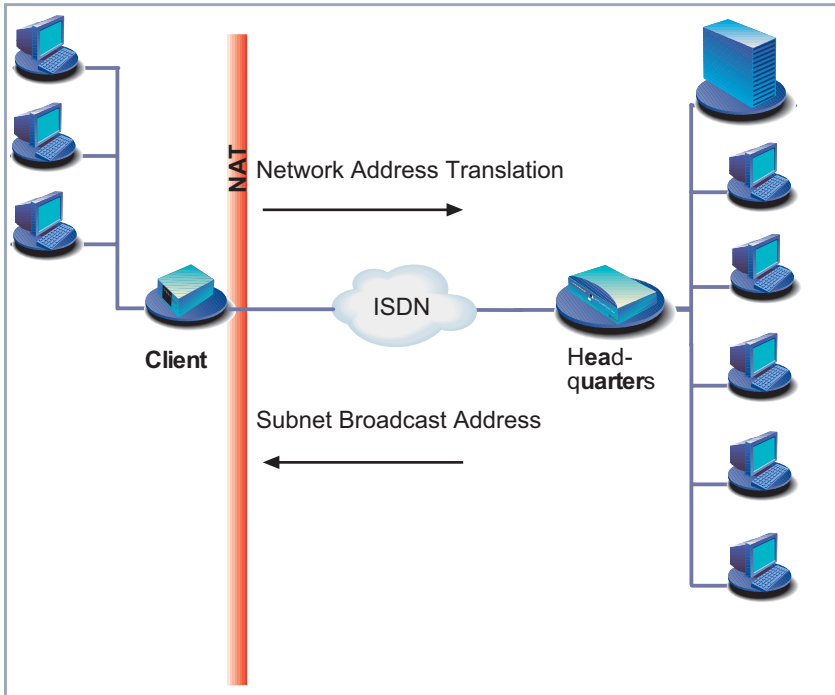 NAT
Network Address Translation
ISDN
Client
Head-
quarters
Subnet Broadcast Address